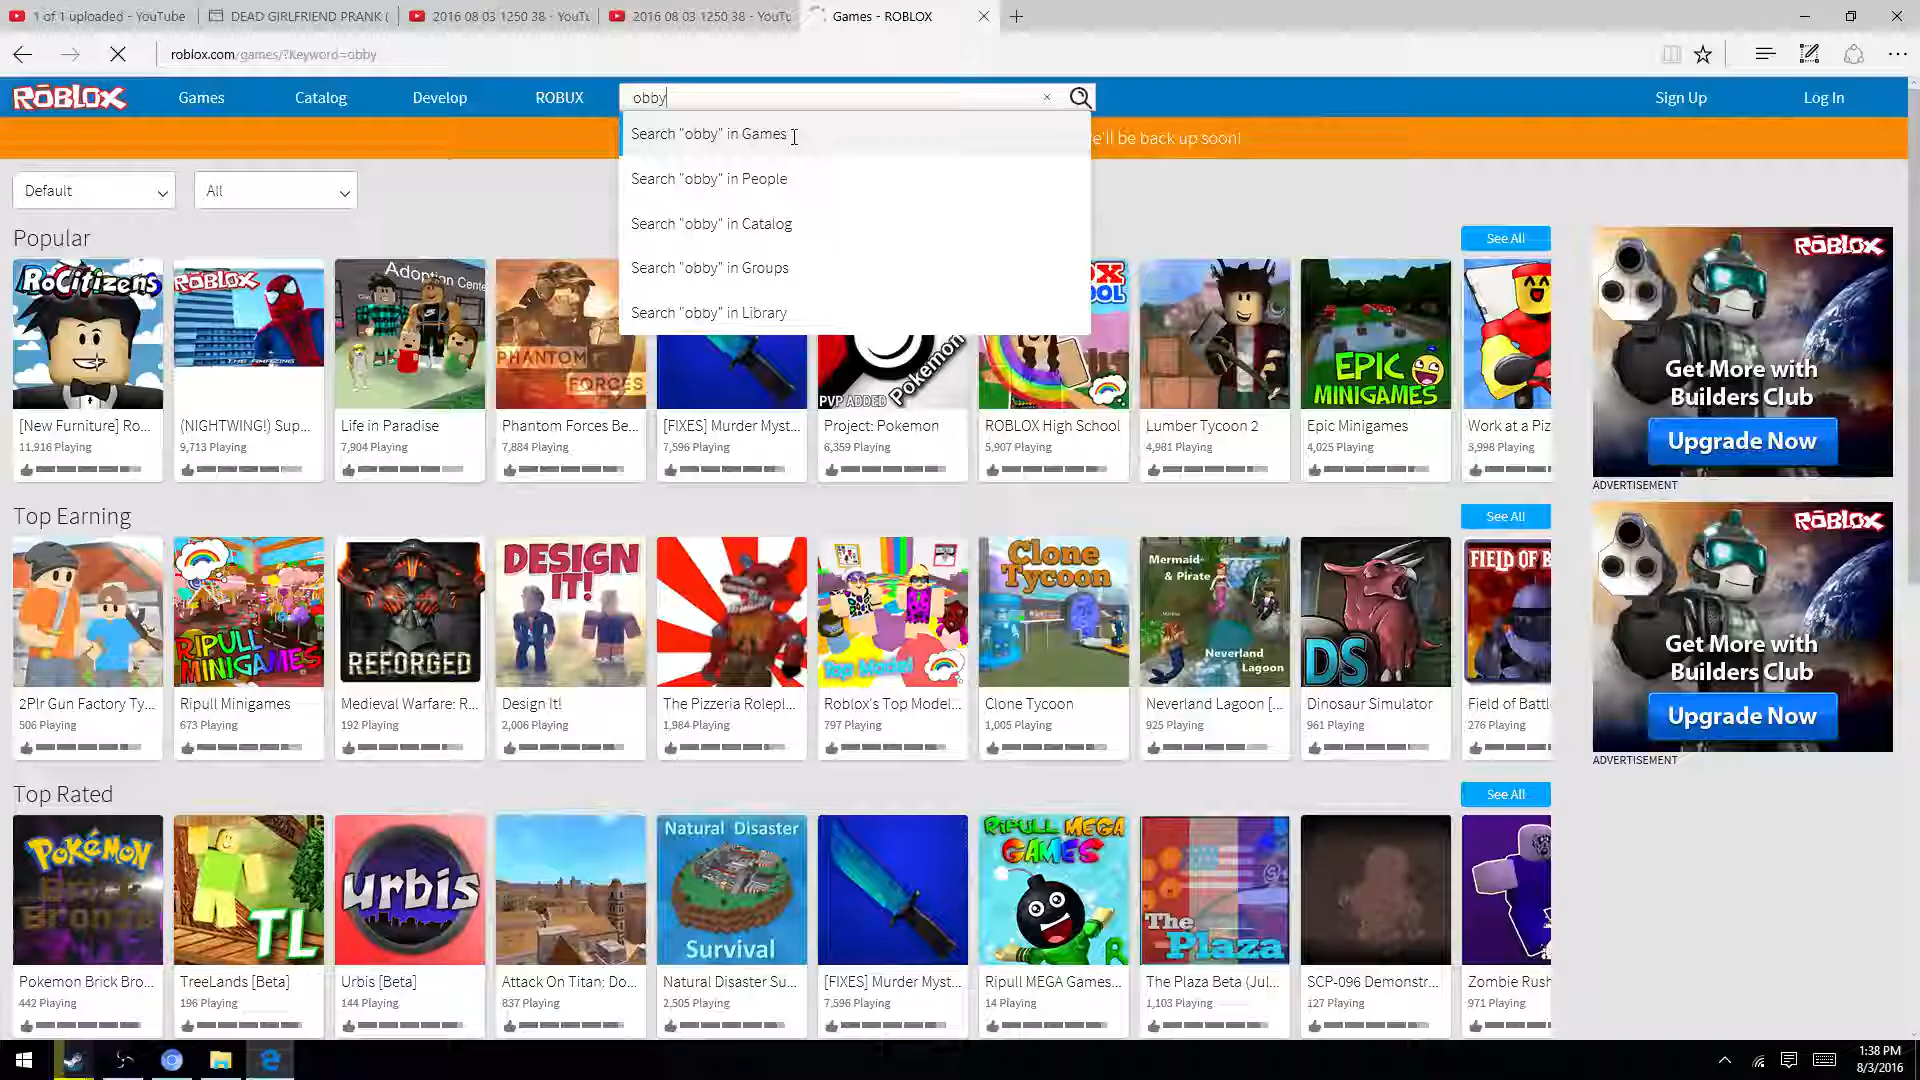 1 of 1 uploaded - YouTube
DEAD GIRLFRIEND PRANK (
2016 08 03 1250 38 - YouTu
2016 08 03 1250 38 - YouTu
Games - ROBLOX
roblox.com/games/?Keyword=obby
ROBLOX
Games
Catalog
Develop
ROBUX
obby
Sign Up
Log In
Search "obby" in Games
Search "obby" in People
Search "obby" in Catalog
Search "obby" in Groups
Search "obby" in Library
e'll be back up soon!
Default
All
Popular
See All
RoCitizens
ROBLOX
THE AMAZING
Adoption Cente
PHANTOM
FORCES
PVP ADDED
Pokemon
EPIC
MINIGAMES
[New Furniture] Ro...
(NIGHTWING!) Sup...
Life in Paradise
Phantom Forces Be...
[FIXES] Murder Myst...
Project: Pokemon
ROBLOX High School
Lumber Tycoon 2
Epic Minigames
Work at a Piz
11,916 Playing
9,713 Playing
7,904 Playing
7,884 Playing
7,596 Playing
6,359 Playing
5,907 Playing
4,981 Playing
4,025 Playing
3,998 Playing
ROBLOX
Get More with
Builders Club
Upgrade Now
ADVERTISEMENT
Top Earning
See All
RIPULL
MINIGAMES
REFORGED
DESIGN
IT!
Top Model
Clone
Tycoon
Mermaid
& Pirate
Neverland
Lagoon
DS
FIELD OF B
2Plr Gun Factory Ty...
Ripull Minigames
Medieval Warfare: R...
Design It!
The Pizzeria Rolepl...
Roblox's Top Model...
Clone Tycoon
Neverland Lagoon [...
Dinosaur Simulator
Field of Battl
506 Playing
673 Playing
192 Playing
2,006 Playing
1,984 Playing
797 Playing
1,005 Playing
925 Playing
961 Playing
276 Playing
ROBLOX
Get More with
Builders Club
Upgrade Now
ADVERTISEMENT
Top Rated
See All
POKéMON
Brick
Bronze
TL
urbis
Natural Disaster
Survival
RIPULL MEGA
GAMES
The
Plaza
Pokemon Brick Bro...
TreeLands [Beta]
Urbis [Beta]
Attack On Titan: Do...
Natural Disaster Su...
[FIXES] Murder Myst...
Ripull MEGA Games...
The Plaza Beta (Jul...
SCP-096 Demonstr...
Zombie Rush
442 Playing
196 Playing
144 Playing
837 Playing
2,505 Playing
7,596 Playing
14 Playing
1,103 Playing
127 Playing
971 Playing
1:38 PM
8/3/2016